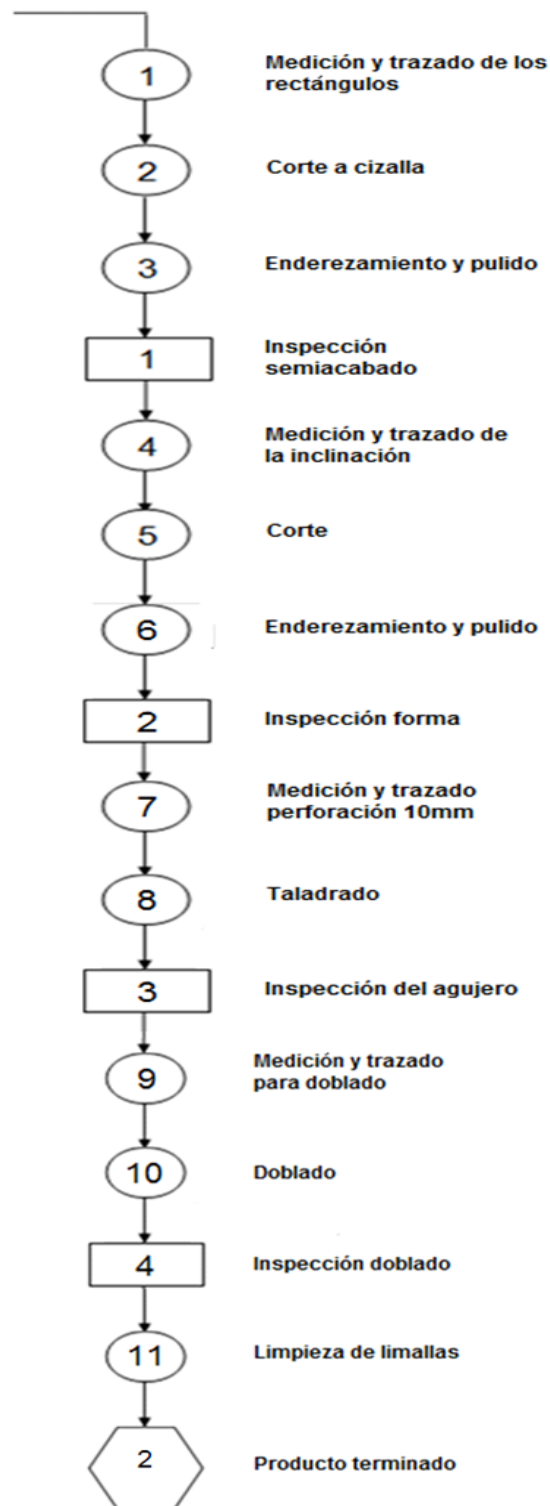 1
Medición y trazado de los
rectángulos
2
Corte a cizalla
3
Enderezamiento y pulido
1
Inspección
semiacabado
4
Medición y trazado de
la inclinación
5
Corte
6
Enderezamiento y pulido
2
Inspección forma
7
Medición y trazado
perforación 10mm
8
Taladrado
3
Inspección del agujero
9
Medición y trazado
para doblado
10
Doblado
4
Inspección doblado
11
Limpieza de limallas
2
Producto terminado